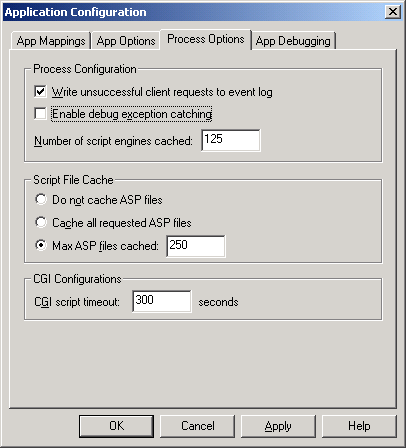 Application Configuration
App Mappings App Options Process Options App Debugging
Process Configuration
Write unsuccessful client requests to event log
Enable debug exception catching
Number of script engines cached: 125
Script File Cache
Do not cache ASP files
Cache all requested ASP files
Max ASP files cached: 250
CGI Configurations
CGI script timeout: 300 seconds
OK Cancel Apply Help